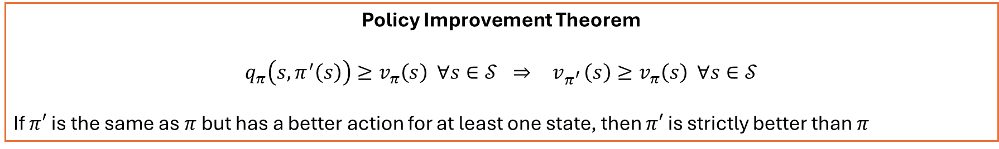 Policy Improvement Theorem
𝑞𝜋(𝑠, 𝜋′(𝑠)) ≥ 𝑣𝜋(𝑠) ∀𝑠 ∈ 𝒮 ⇒ 𝑣𝜋′(𝑠) ≥ 𝑣𝜋(𝑠) ∀𝑠 ∈ 𝒮
If 𝜋′ is the same as 𝜋 but has a better action for at least one state, then 𝜋′ is strictly better than 𝜋